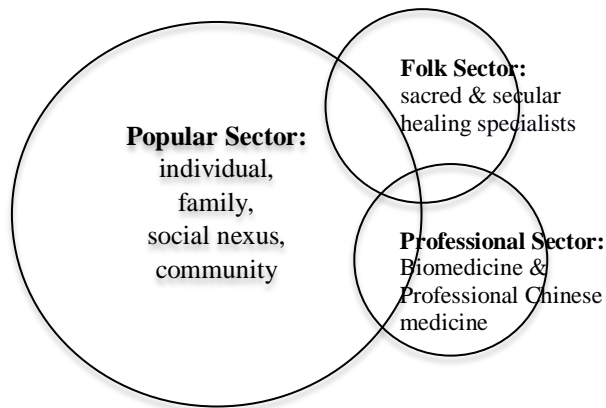 Popular Sector:
individual,
family,
social nexus,
community
Folk Sector:
sacred & secular
healing specialists
Professional Sector:
Biomedicine &
Professional Chinese
medicine